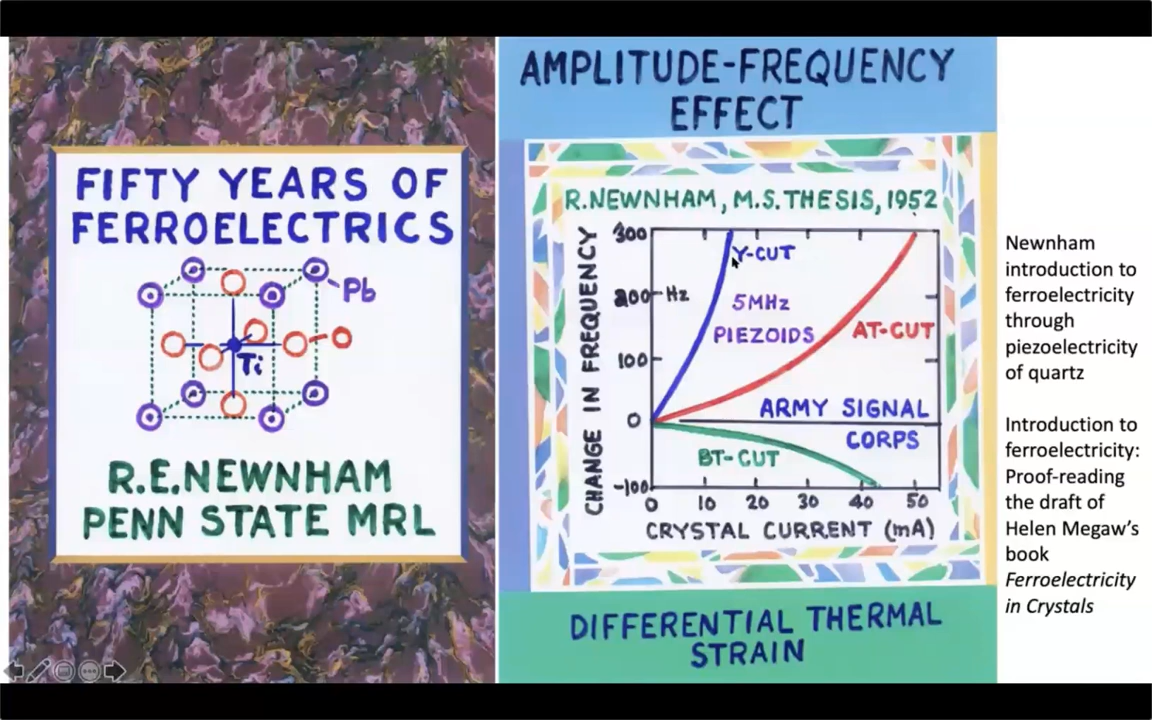 FIFTY YEARS OF
FERROELECTRICS
Pb
O
Ti
R.E.NEWNHAM
PENN STATE MRL
AMPLITUDE-FREQUENCY
EFFECT
R.NEWNHAM, M.S. THESIS, 1952
CHANGE IN FREQUENCY
300
200
Hz
100
0
-100
Y-CUT
5MHz
PIEZOIDS
AT-CUT
ARMY SIGNAL
CORPS
BT-CUT
0 10 20 30 40 50
CRYSTAL CURRENT (mA)
DIFFERENTIAL THERMAL
STRAIN
Newnham
introduction to
ferroelectricity
through
piezoelectricity
of quartz
Introduction to
ferroelectricity:
Proof-reading
the draft of
Helen Megaw’s
book
Ferroelectricity
in Crystals